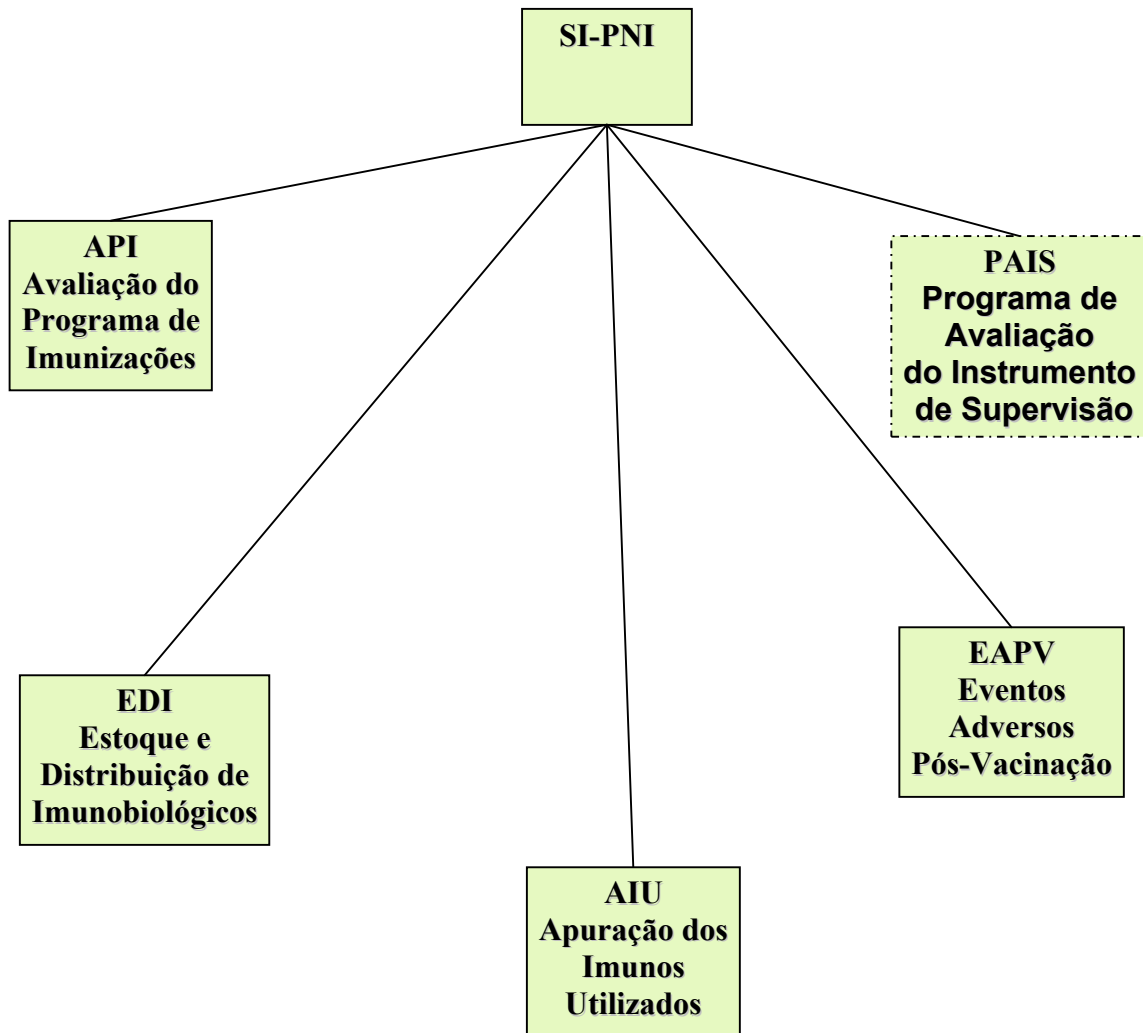 SI-PNI
API
Avaliação do
Programa de
Imunizações
PAIS
Programa de
Avaliação
do Instrumento
de Supervisão
EDI
Estoque e
Distribuição de
Imunobiológicos
EAPV
Eventos
Adversos
Pós-Vacinação
AIU
Apuração dos
Imunos
Utilizados